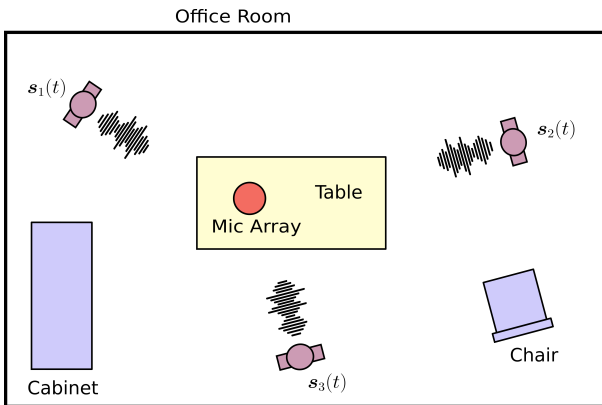 Office Room
s₁(t)
s₂(t)
Table
Mic Array
Chair
s₃(t)
Cabinet